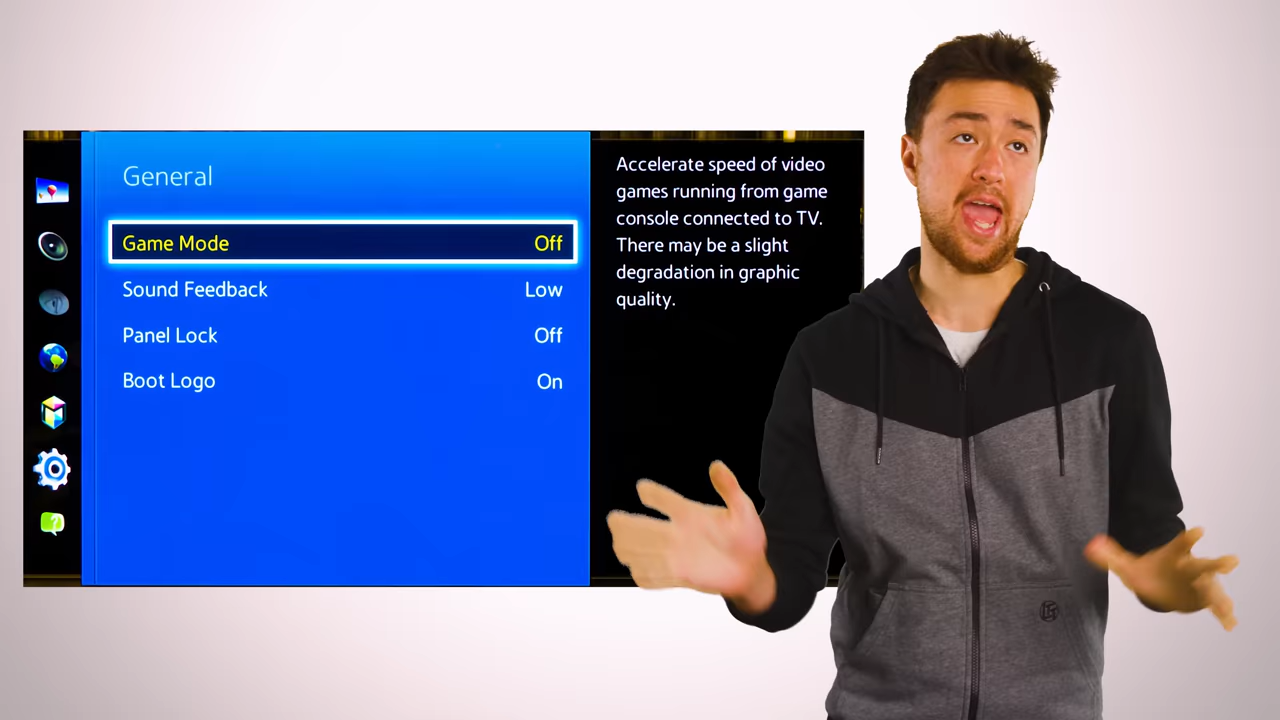 General
Game Mode Off
Sound Feedback Low
Panel Lock Off
Boot Logo On
Accelerate speed of video
games running from game
console connected to TV.
There may be a slight
degradation in graphic
quality.